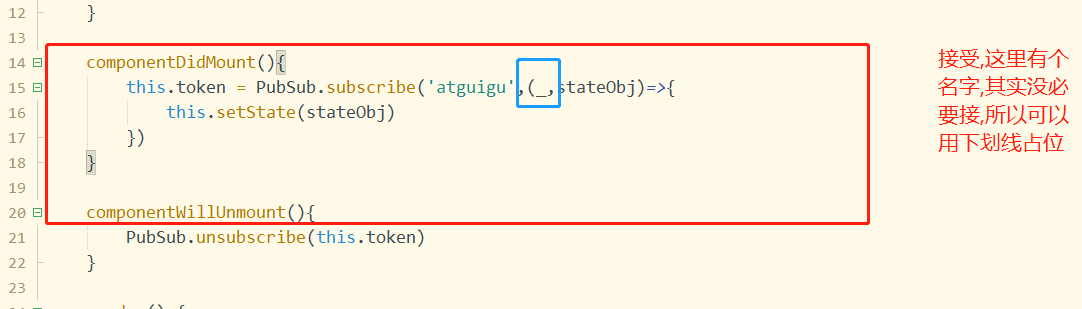 12 }
13
14 componentDidMount(){
15 this.token = PubSub.subscribe('atguigu',(_,stateObj)=>{
16 this.setState(stateObj)
17 })
18 }
19
20 componentWillUnmount(){
21 PubSub.unsubscribe(this.token)
22 }
23
接受,这里有个
名字,其实没必
要接,所以可以
用下划线占位